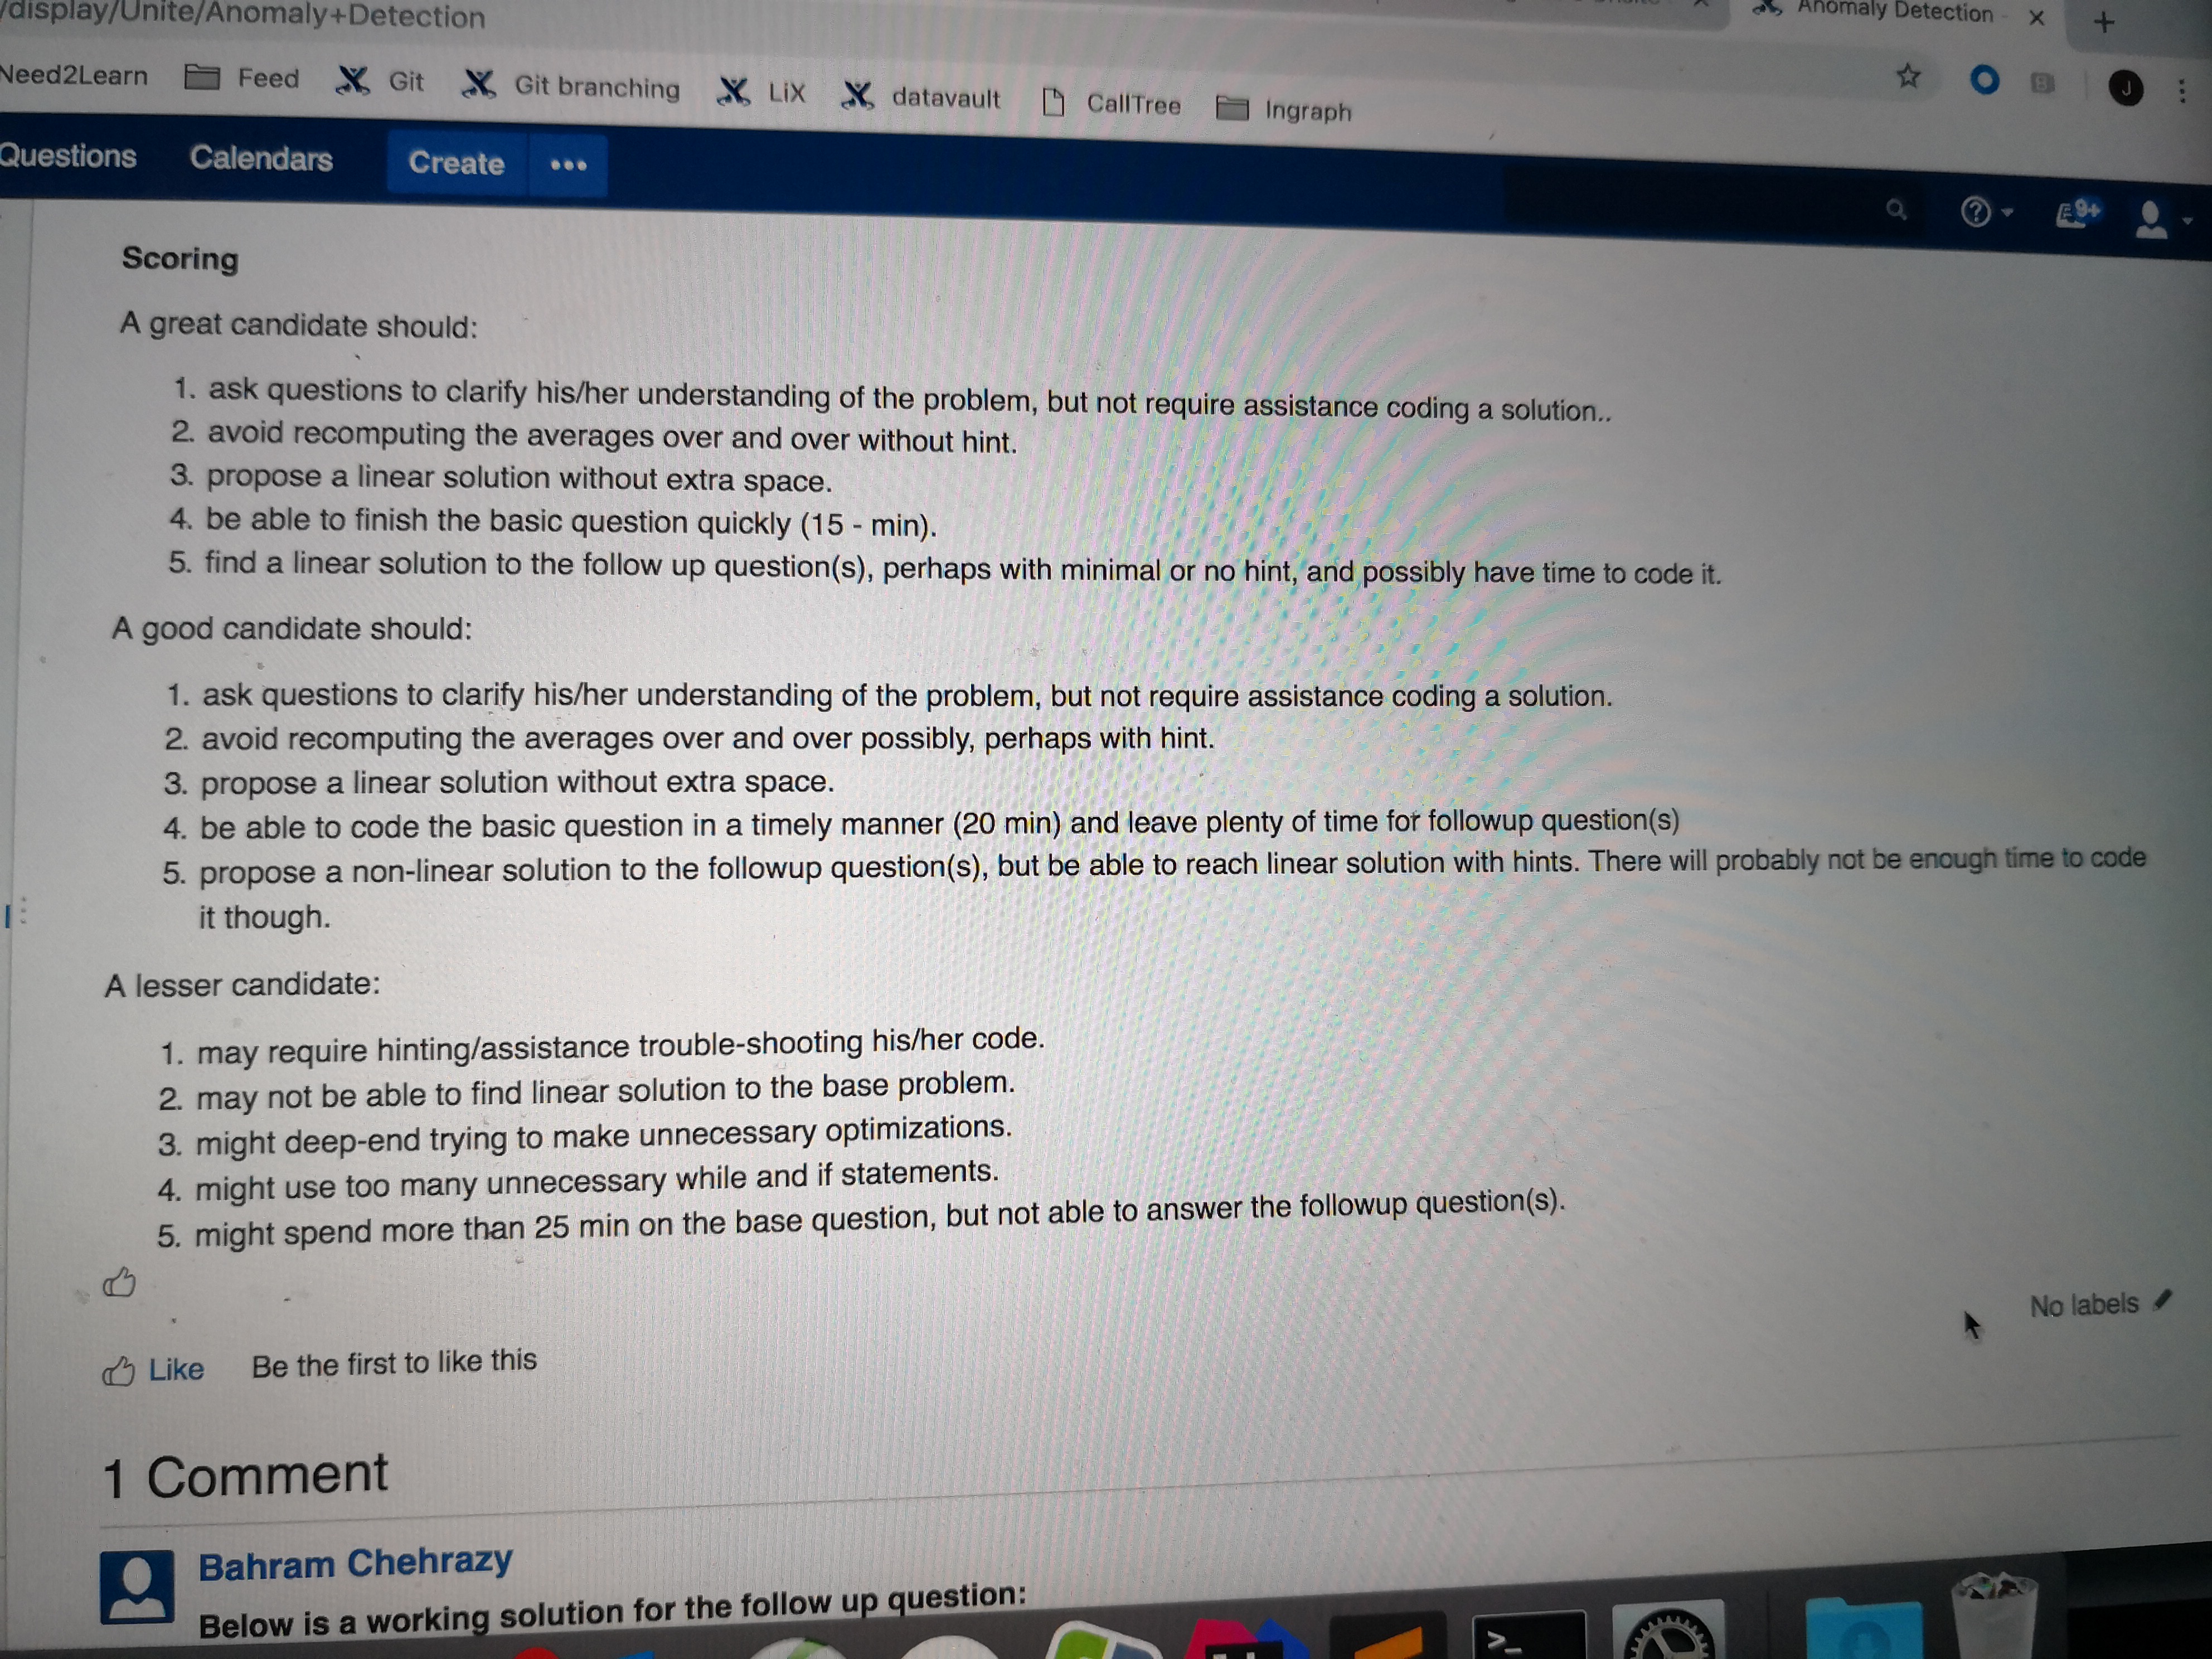 /display/Unite/Anomaly+Detection
Anomaly Detection
Need2Learn Feed Git Git branching LiX datavault CallTree Ingraph
J
Questions Calendars Create •••
9+
Scoring
A great candidate should:
1. ask questions to clarify his/her understanding of the problem, but not require assistance coding a solution..
2. avoid recomputing the averages over and over without hint.
3. propose a linear solution without extra space.
4. be able to finish the basic question quickly (15 - min).
5. find a linear solution to the follow up question(s), perhaps with minimal or no hint, and possibly have time to code it.
A good candidate should:
1. ask questions to clarify his/her understanding of the problem, but not require assistance coding a solution.
2. avoid recomputing the averages over and over possibly, perhaps with hint.
3. propose a linear solution without extra space.
4. be able to code the basic question in a timely manner (20 min) and leave plenty of time for followup question(s)
5. propose a non-linear solution to the followup question(s), but be able to reach linear solution with hints. There will probably not be enough time to code
it though.
A lesser candidate:
1. may require hinting/assistance trouble-shooting his/her code.
2. may not be able to find linear solution to the base problem.
3. might deep-end trying to make unnecessary optimizations.
4. might use too many unnecessary while and if statements.
5. might spend more than 25 min on the base question, but not able to answer the followup question(s).
No labels
Like Be the first to like this
1 Comment
Bahram Chehrazy
Below is a working solution for the follow up question:
>_